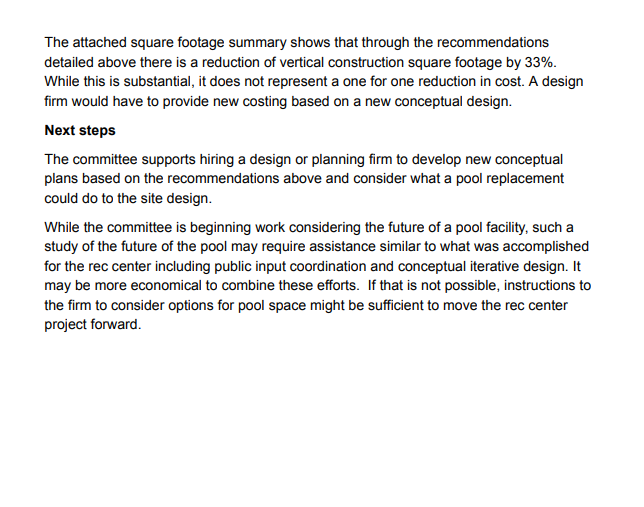 The attached square footage summary shows that through the recommendations
detailed above there is a reduction of vertical construction square footage by 33%.
While this is substantial, it does not represent a one for one reduction in cost. A design
firm would have to provide new costing based on a new conceptual design.
Next steps
The committee supports hiring a design or planning firm to develop new conceptual
plans based on the recommendations above and consider what a pool replacement
could do to the site design.
While the committee is beginning work considering the future of a pool facility, such a
study of the future of the pool may require assistance similar to what was accomplished
for the rec center including public input coordination and conceptual iterative design. It
may be more economical to combine these efforts.  If that is not possible, instructions to
the firm to consider options for pool space might be sufficient to move the rec center
project forward.